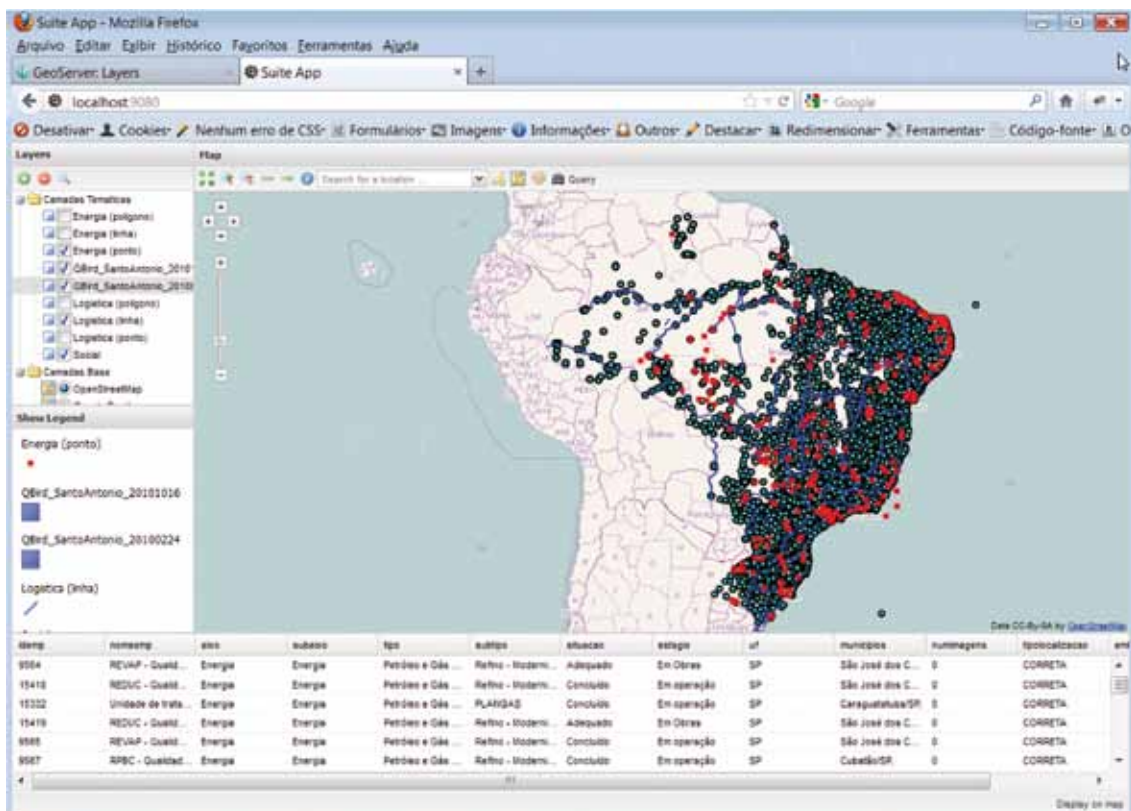 Suite App - Mozilla Firefox
Arquivo Editar Exibir Histórico Favoritos Ferramentas Ajuda
GeoServer: Layers
Suite App
localhost:9080
Google
Desativar Cookies Nenhum erro de CSS Formulários Imagens Informações Outros Destacar Redimensionar Ferramentas Código-fonte
Layers
Map
Search for a location ...
Query
Camadas Tematicas
Energia (poligono)
Energia (linha)
Energia (ponto)
QBird_SantoAntonio_2010
QBird_SantoAntonio_2010
Logistica (poligono)
Logistica (linha)
Logistica (ponto)
Social
Camadas Base
OpenStreetMap
Show Legend
Energia (ponto)
QBird_SantoAntonio_20101016
QBird_SantoAntonio_20100224
Logistica (linha)
Data CC-By-SA by OpenStreetMap
idemp nomeemp eixo subeixo tipo subtipo situacao estagio uf municipios numimagens tipolocalizacao
9564 REVAP - Qualid... Energia Energia Petróleo e Gás ... Refino - Moderni... Adequado Em Obras SP São José dos C... 0 CORRETA
15418 REDUC - Qualid... Energia Energia Petróleo e Gás ... Refino - Moderni... Concluído Em operação SP São José dos C... 0 CORRETA
15332 Unidade de trata... Energia Energia Petróleo e Gás ... PLANGAS Concluído Em operação SP Caraguatatuba/SP 0 CORRETA
15419 REDUC - Qualid... Energia Energia Petróleo e Gás ... Refino - Moderni... Adequado Em Obras SP São José dos C... 0 CORRETA
9565 REVAP - Qualid... Energia Energia Petróleo e Gás ... Refino - Moderni... Concluído Em operação SP São José dos C... 0 CORRETA
9567 RPBC - Qualidad... Energia Energia Petróleo e Gás ... Refino - Moderni... Concluído Em operação SP Cubatão/SP 0 CORRETA
Display on map